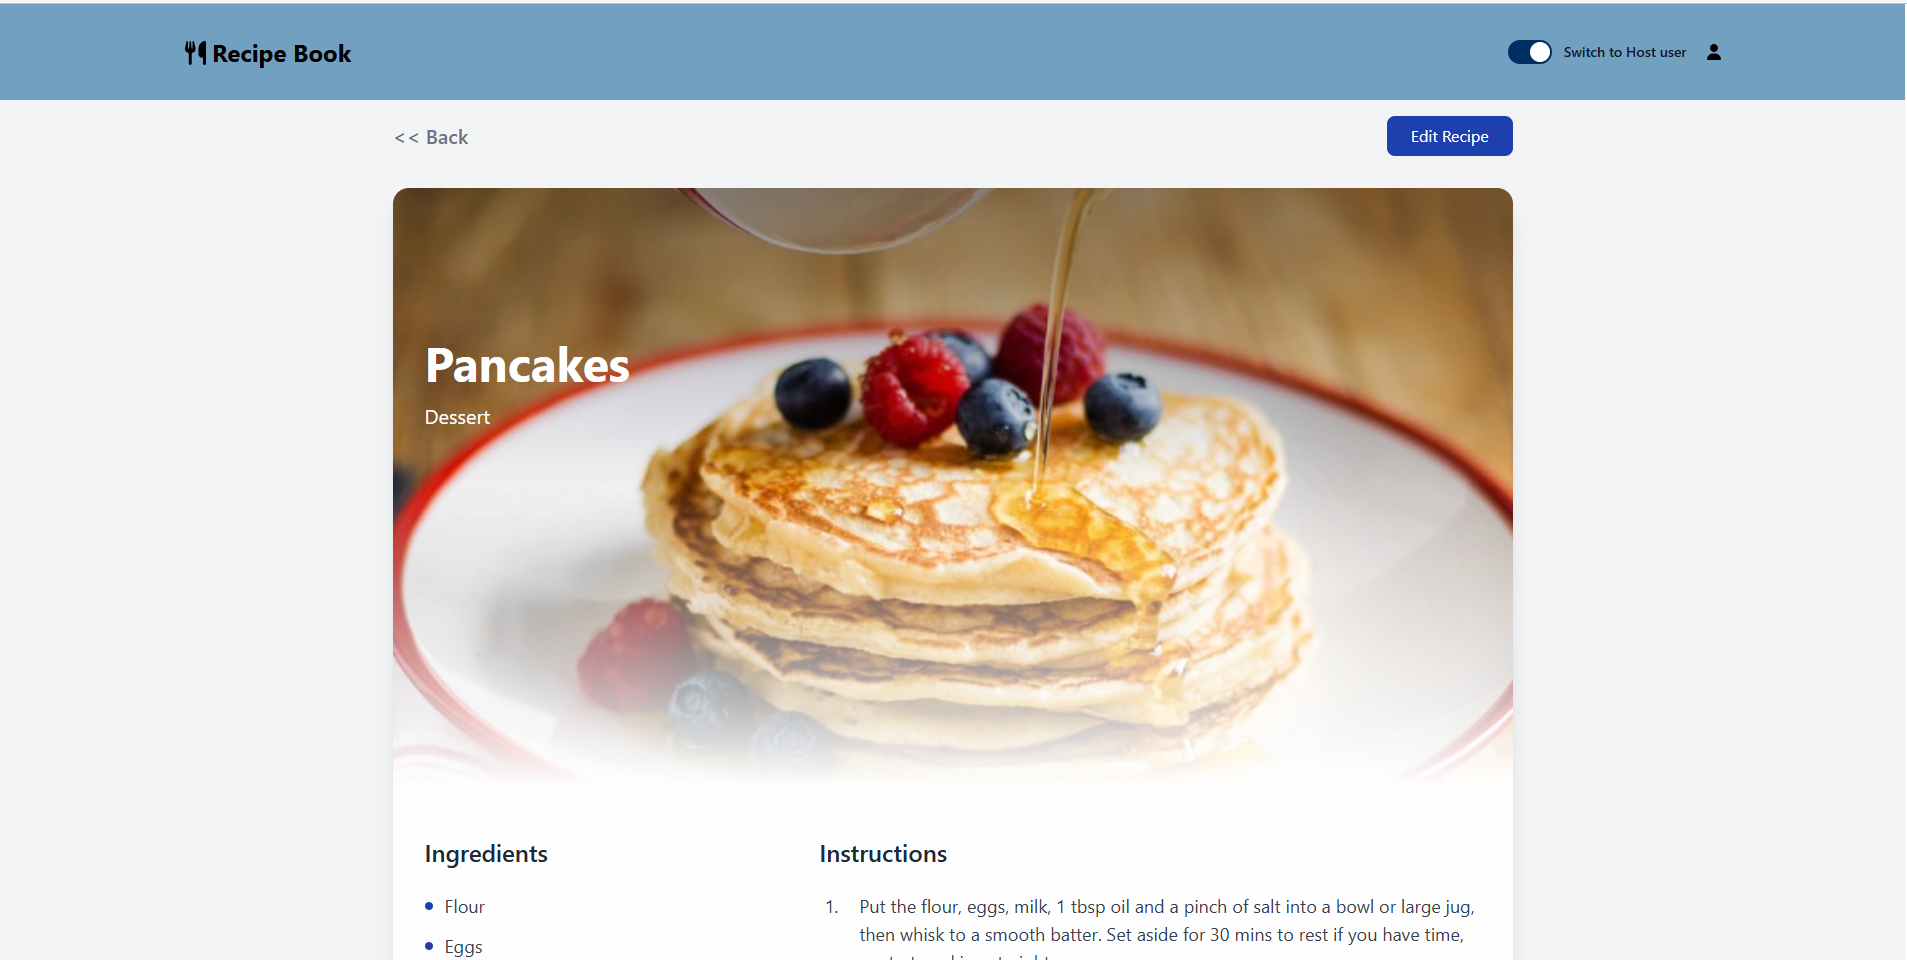 Recipe Book
Switch to Host user
<< Back
Edit Recipe
Pancakes
Dessert
Ingredients
Flour
Eggs
Instructions
1. Put the flour, eggs, milk, 1 tbsp oil and a pinch of salt into a bowl or large jug,
then whisk to a smooth batter. Set aside for 30 mins to rest if you have time,